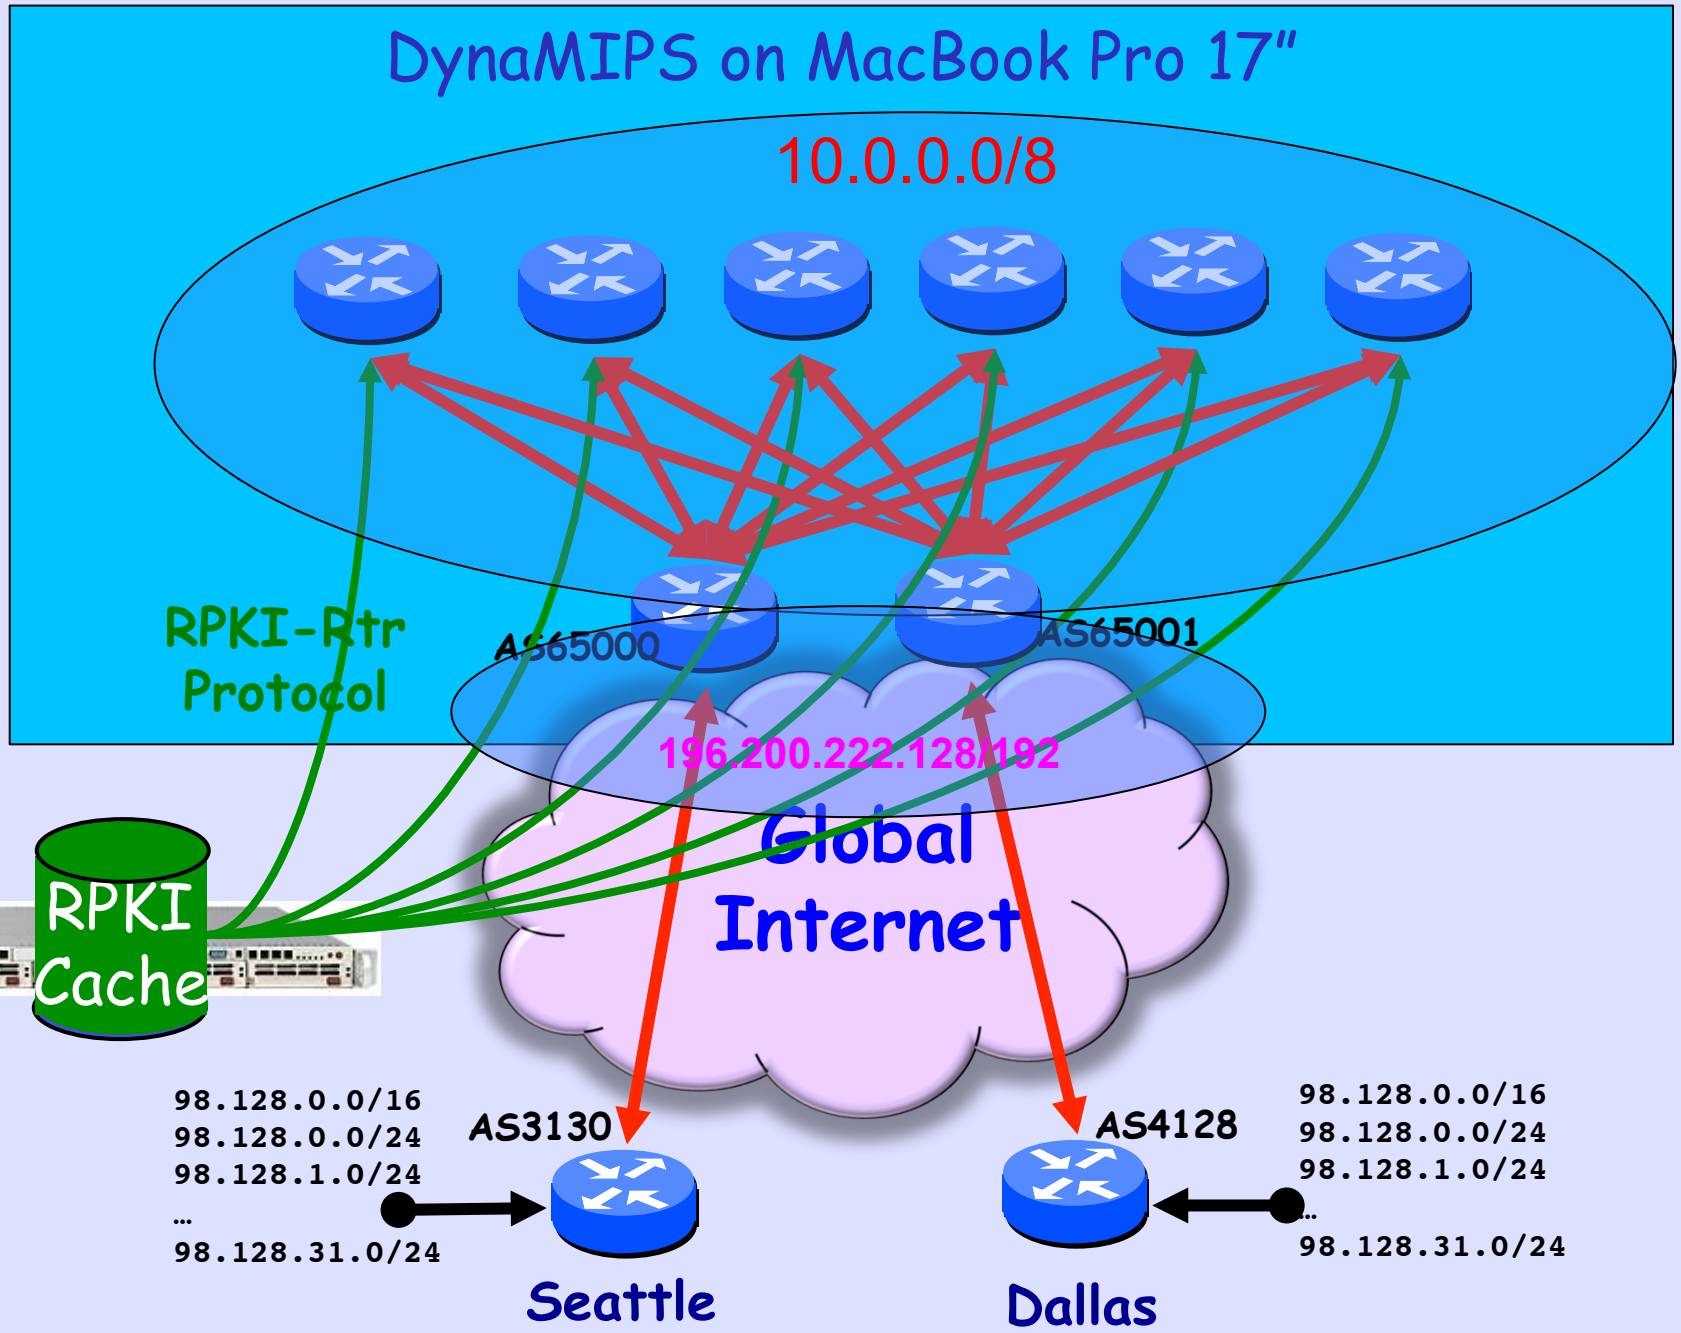 DynaMIPS on MacBook Pro 17”
10.0.0.0/8
RPKI-Rtr
Protocol
AS65000
AS65001
196.200.222.128/192
Global
Internet
RPKI
Cache
98.128.0.0/16
98.128.0.0/24
98.128.1.0/24
…
98.128.31.0/24
AS3130
Seattle
AS4128
Dallas
98.128.0.0/16
98.128.0.0/24
98.128.1.0/24
…
98.128.31.0/24